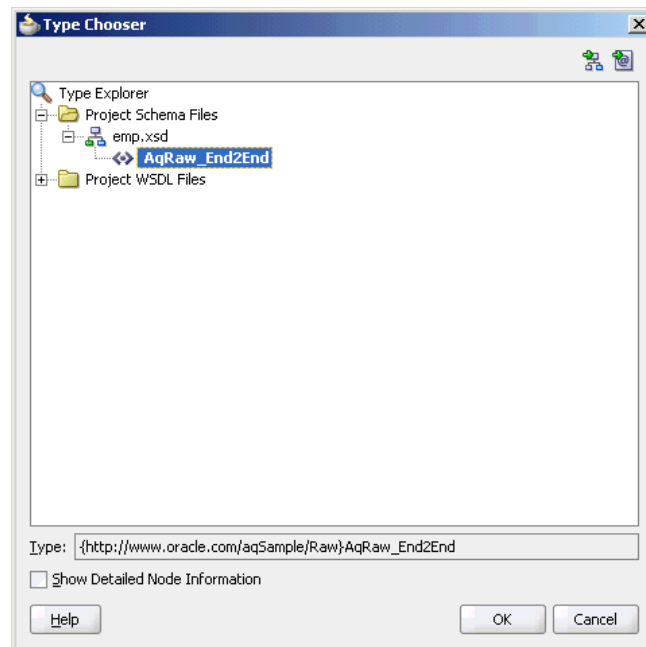 Type Chooser
Type Explorer
Project Schema Files
emp.xsd
AqRaw_End2End
Project WSDL Files
Type: {http://www.oracle.com/aqSample/Raw}AqRaw_End2End
Show Detailed Node Information
Help OK Cancel